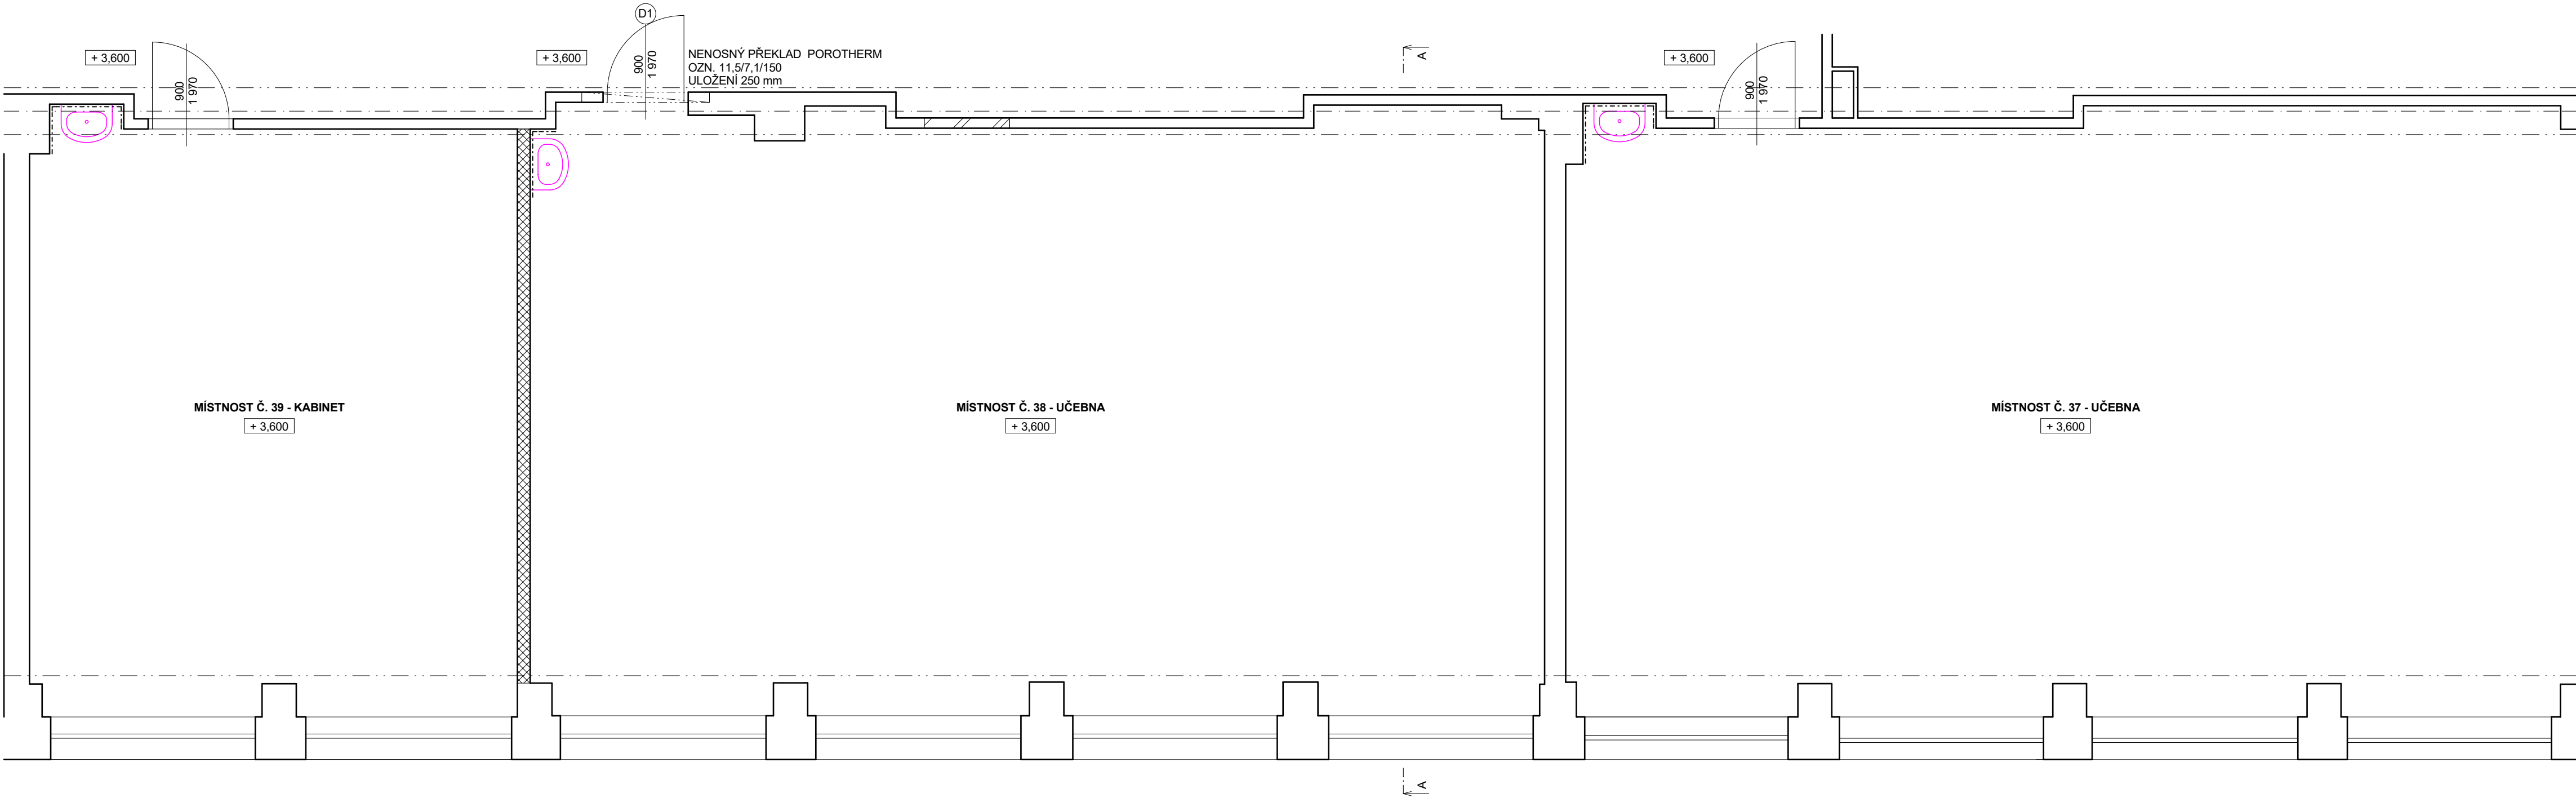 D1
+ 3,600
900
1 970
+ 3,600
900
1 970
NENOSNÝ PŘEKLAD POROTHERM
OZN. 11,5/7,1/150
ULOŽENÍ 250 mm
A
+ 3,600
900
1 970
MÍSTNOST Č. 39 - KABINET
+ 3,600
MÍSTNOST Č. 38 - UČEBNA
+ 3,600
MÍSTNOST Č. 37 - UČEBNA
+ 3,600
A